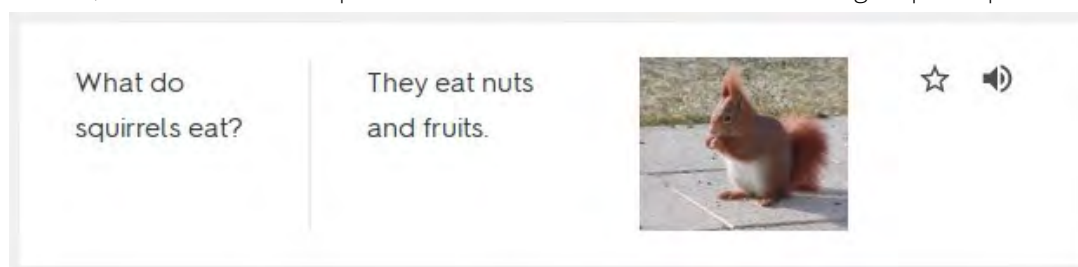 What do
squirrels eat?
They eat nuts
and fruits.